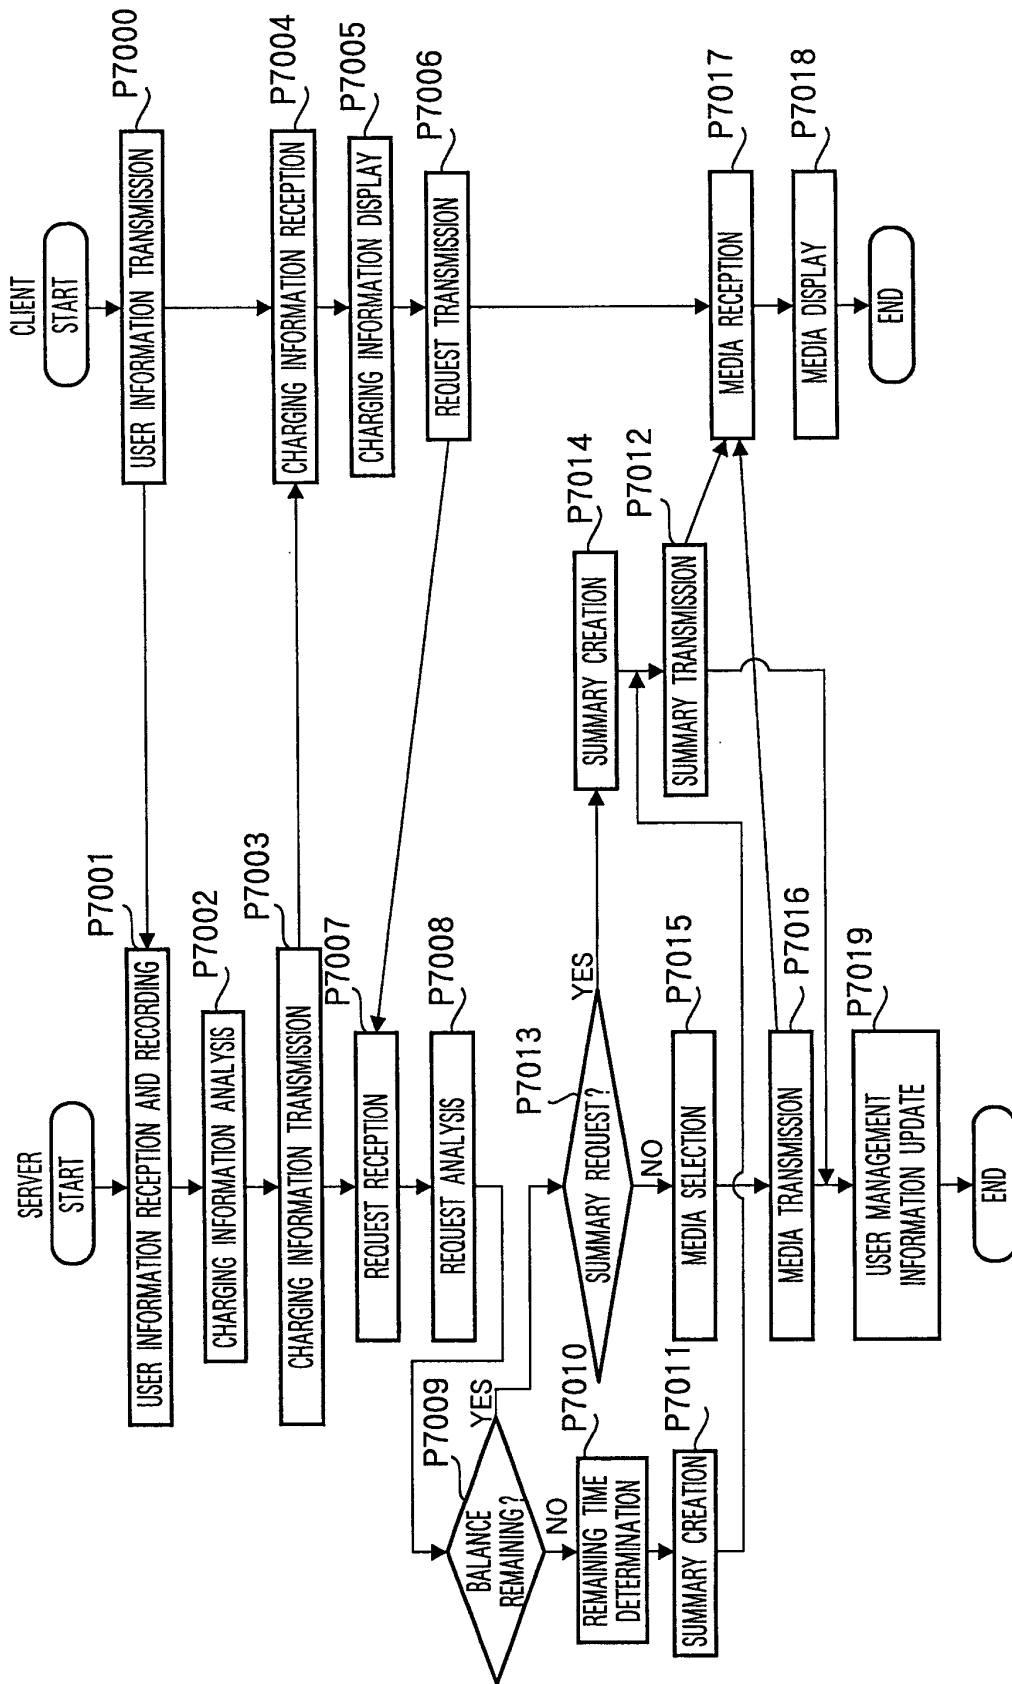 SERVER
START
USER INFORMATION RECEPTION AND RECORDING
P7001
CHARGING INFORMATION ANALYSIS
P7002
CHARGING INFORMATION TRANSMISSION
P7003
REQUEST RECEPTION
P7007
REQUEST ANALYSIS
P7008
BALANCE
REMAINING?
P7009
YES
NO
REMAINING TIME
DETERMINATION
P7010
SUMMARY CREATION
P7011
SUMMARY REQUEST?
P7013
YES
NO
SUMMARY CREATION
P7014
SUMMARY TRANSMISSION
P7012
MEDIA SELECTION
P7015
MEDIA TRANSMISSION
P7016
USER MANAGEMENT
INFORMATION UPDATE
P7019
END
CLIENT
START
USER INFORMATION TRANSMISSION
P7000
CHARGING INFORMATION RECEPTION
P7004
CHARGING INFORMATION DISPLAY
P7005
REQUEST TRANSMISSION
P7006
MEDIA RECEPTION
P7017
MEDIA DISPLAY
P7018
END